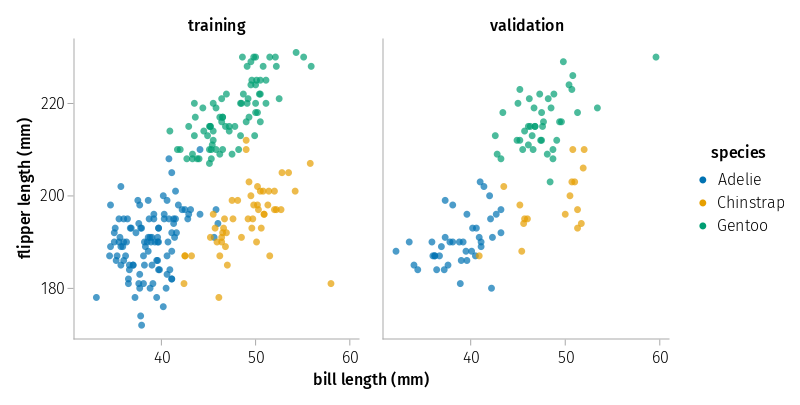 training
validation
flipper length (mm)
220
200
180
40
50
60
40
50
60
bill length (mm)
species
Adelie
Chinstrap
Gentoo